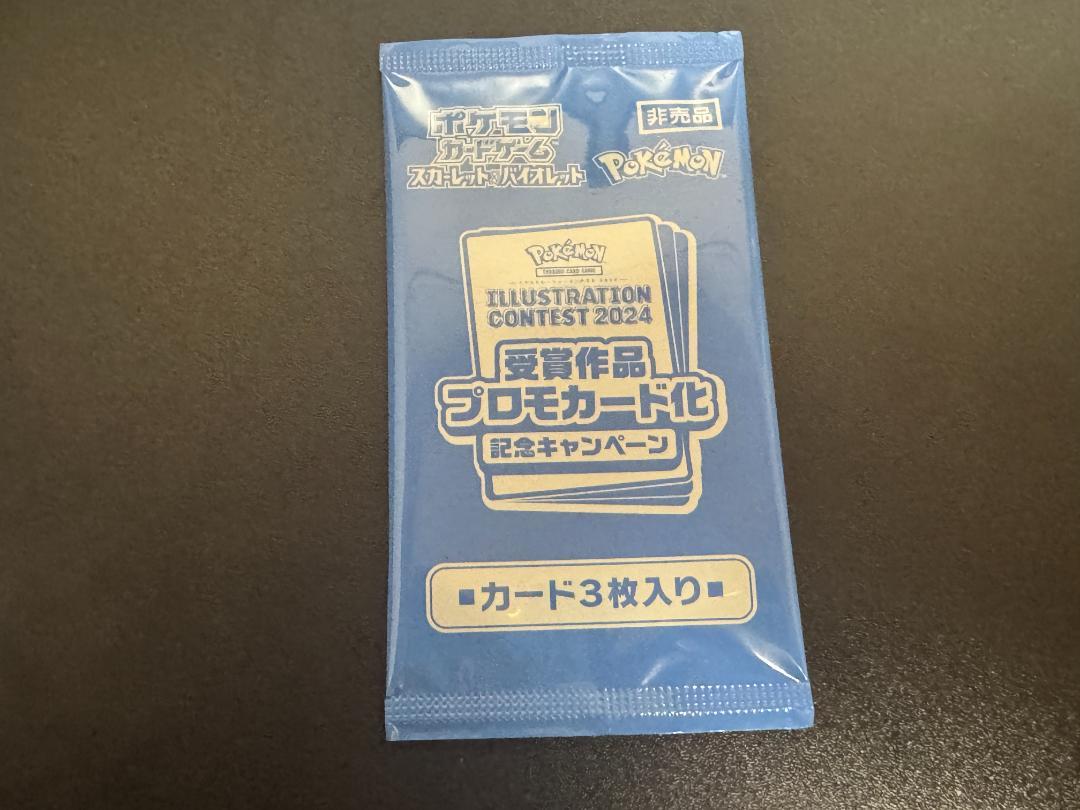 ポケモン
カードゲーム
スカーレット&バイオレット
非売品
POKéMON
POKéMON
TRADING CARD GAME
ILLUSTRATION
CONTEST 2024
受賞作品
プロモカード化
記念キャンペーン
■カード3枚入り■